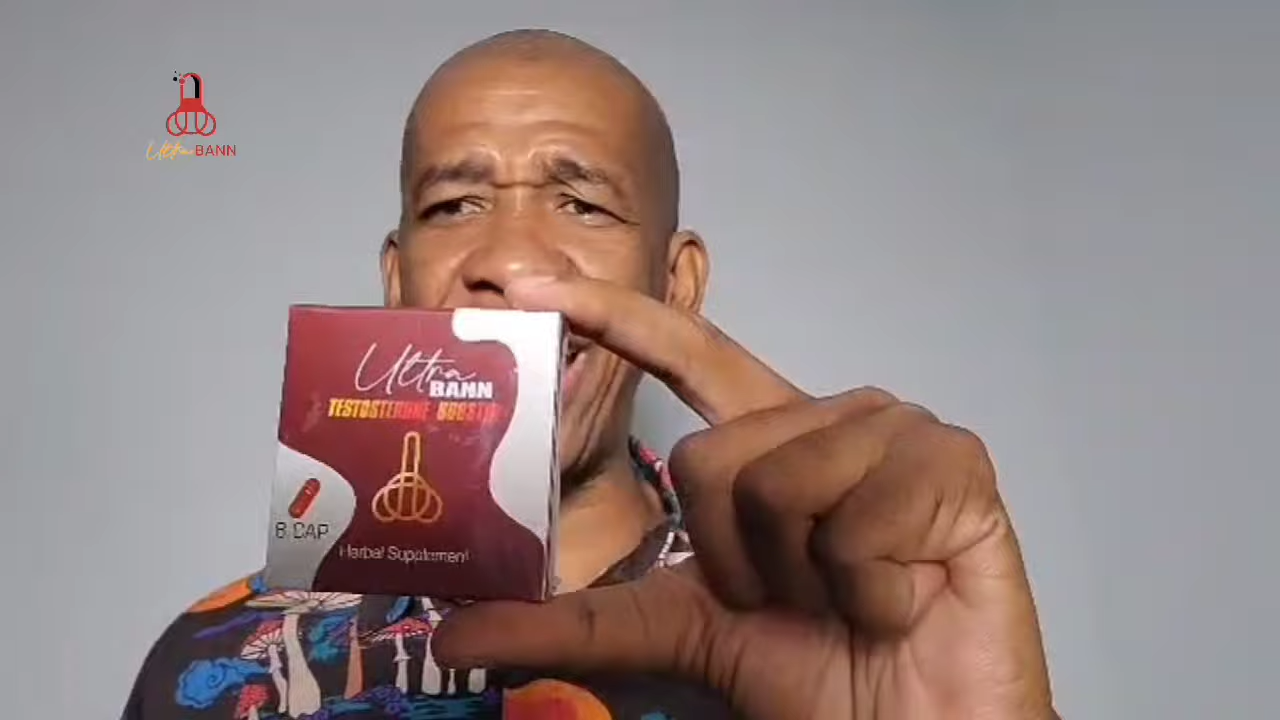 Ultra BANN
Ultra
BANN
TESTOSTERONE BOOSTER
8 CAP
Herbal Supplement